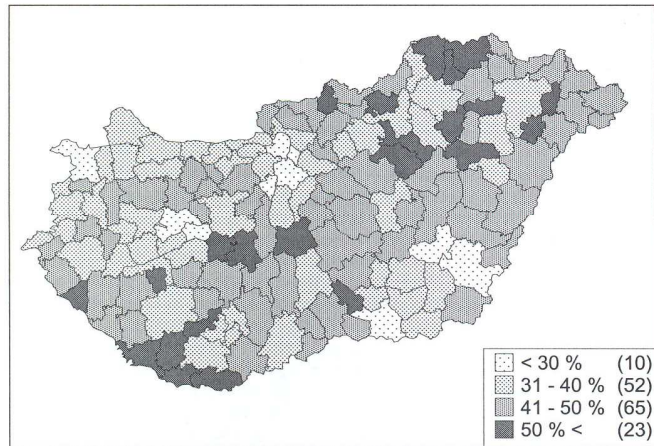 < 30 % (10)
31 - 40 % (52)
41 - 50 % (65)
50 % < (23)